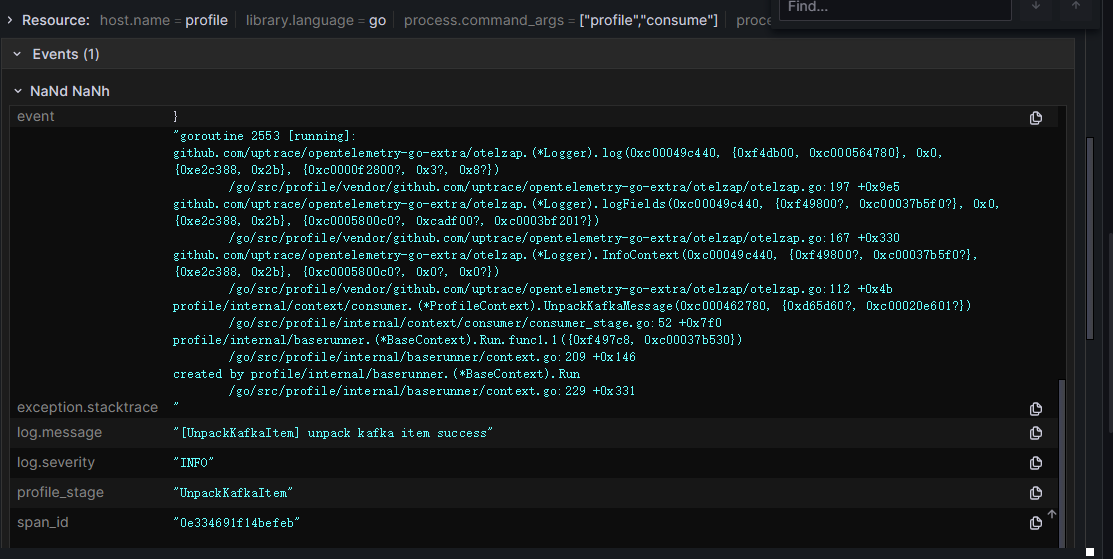 Resource: host.name = profile library.language = go process.command_args = ["profile","consume"]
Find...
Events (1)
NaNd NaNh
event }
"goroutine 2553 [running]:
github.com/uptrace/opentelemetry-go-extra/otelzap.(*Logger).log(0xc00049c440, {0xf4db00, 0xc000564780}, 0x0,
{0xe2c388, 0x2b}, {0xc0000f2800?, 0x3?, 0x8?})
/go/src/profile/vendor/github.com/uptrace/opentelemetry-go-extra/otelzap/otelzap.go:197 +0x9e5
github.com/uptrace/opentelemetry-go-extra/otelzap.(*Logger).logFields(0xc00049c440, {0xf49800?, 0xc00037b5f0?}, 0x0,
{0xe2c388, 0x2b}, {0xc0005800c0?, 0xcadf00?, 0xc0003bf201?})
/go/src/profile/vendor/github.com/uptrace/opentelemetry-go-extra/otelzap/otelzap.go:167 +0x330
github.com/uptrace/opentelemetry-go-extra/otelzap.(*Logger).InfoContext(0xc00049c440, {0xf49800?, 0xc00037b5f0?},
{0xe2c388, 0x2b}, {0xc0005800c0?, 0x0?, 0x0?})
/go/src/profile/vendor/github.com/uptrace/opentelemetry-go-extra/otelzap/otelzap.go:112 +0x4b
profile/internal/context/consumer.(*ProfileContext).UnpackKafkaMessage(0xc000462780, {0xd65d60?, 0xc00020e601?})
/go/src/profile/internal/context/consumer/consumer_stage.go:52 +0x7f0
profile/internal/baserunner.(*BaseContext).Run.func1.1({0xf497c8, 0xc00037b530})
/go/src/profile/internal/baserunner/context.go:209 +0x146
created by profile/internal/baserunner.(*BaseContext).Run
/go/src/profile/internal/baserunner/context.go:229 +0x331
exception.stacktrace "
log.message "[UnpackKafkaItem] unpack kafka item success"
log.severity "INFO"
profile_stage "UnpackKafkaItem"
span_id "0e334691f14befeb"